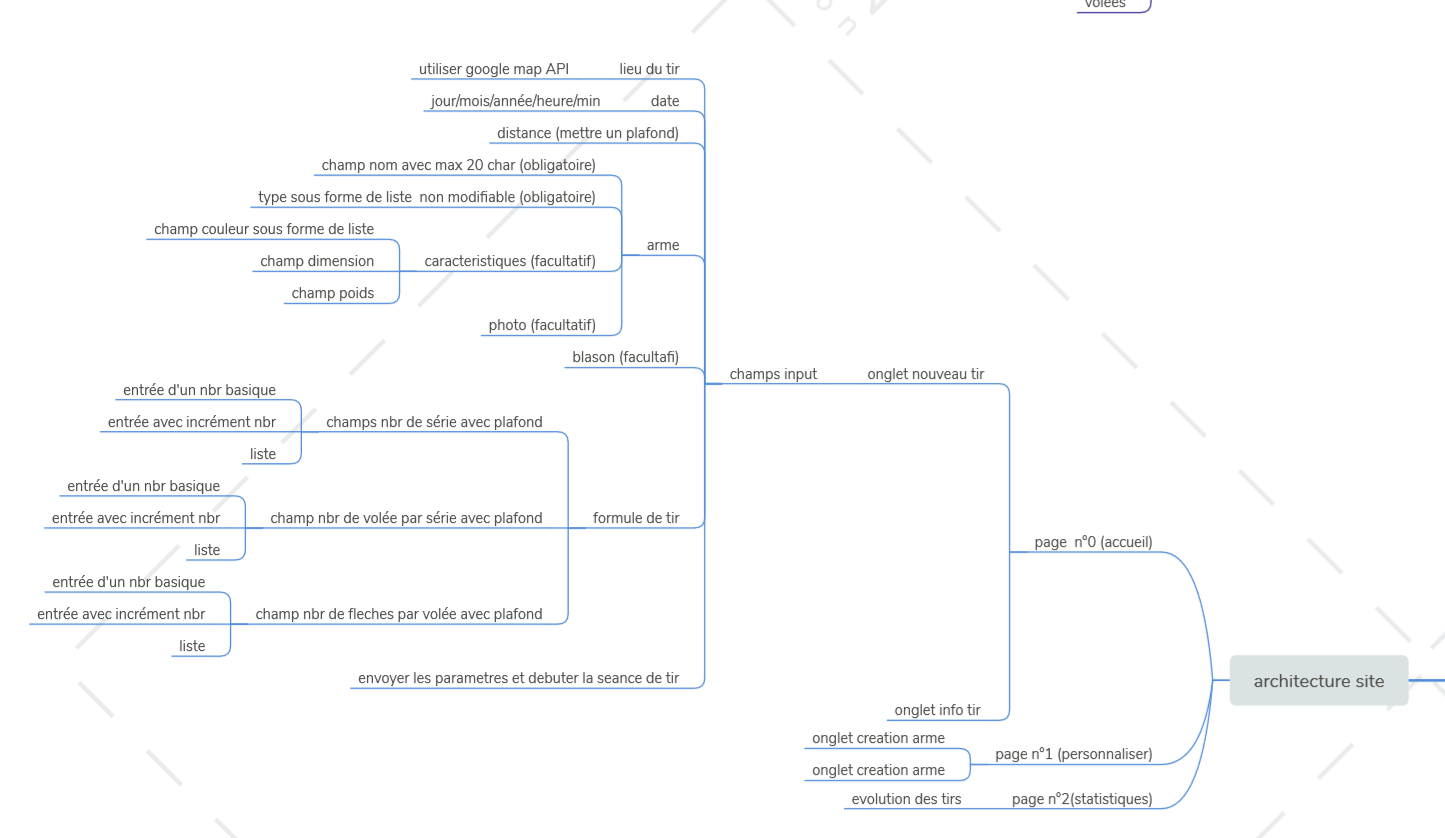 volées
utiliser google map API
lieu du tir
jour/mois/année/heure/min
date
distance (mettre un plafond)
champ nom avec max 20 char (obligatoire)
type sous forme de liste  non modifiable (obligatoire)
champ couleur sous forme de liste
arme
champ dimension
caracteristiques (facultatif)
champ poids
photo (facultatif)
blason (facultafi)
champs input
onglet nouveau tir
entrée d'un nbr basique
entrée avec incrément nbr
champs nbr de série avec plafond
liste
entrée d'un nbr basique
entrée avec incrément nbr
champ nbr de volée par série avec plafond
formule de tir
liste
page  n°0 (accueil)
entrée d'un nbr basique
entrée avec incrément nbr
champ nbr de fleches par volée avec plafond
liste
envoyer les parametres et debuter la seance de tir
architecture site
onglet info tir
onglet creation arme
page n°1 (personnaliser)
onglet creation arme
evolution des tirs
page n°2(statistiques)